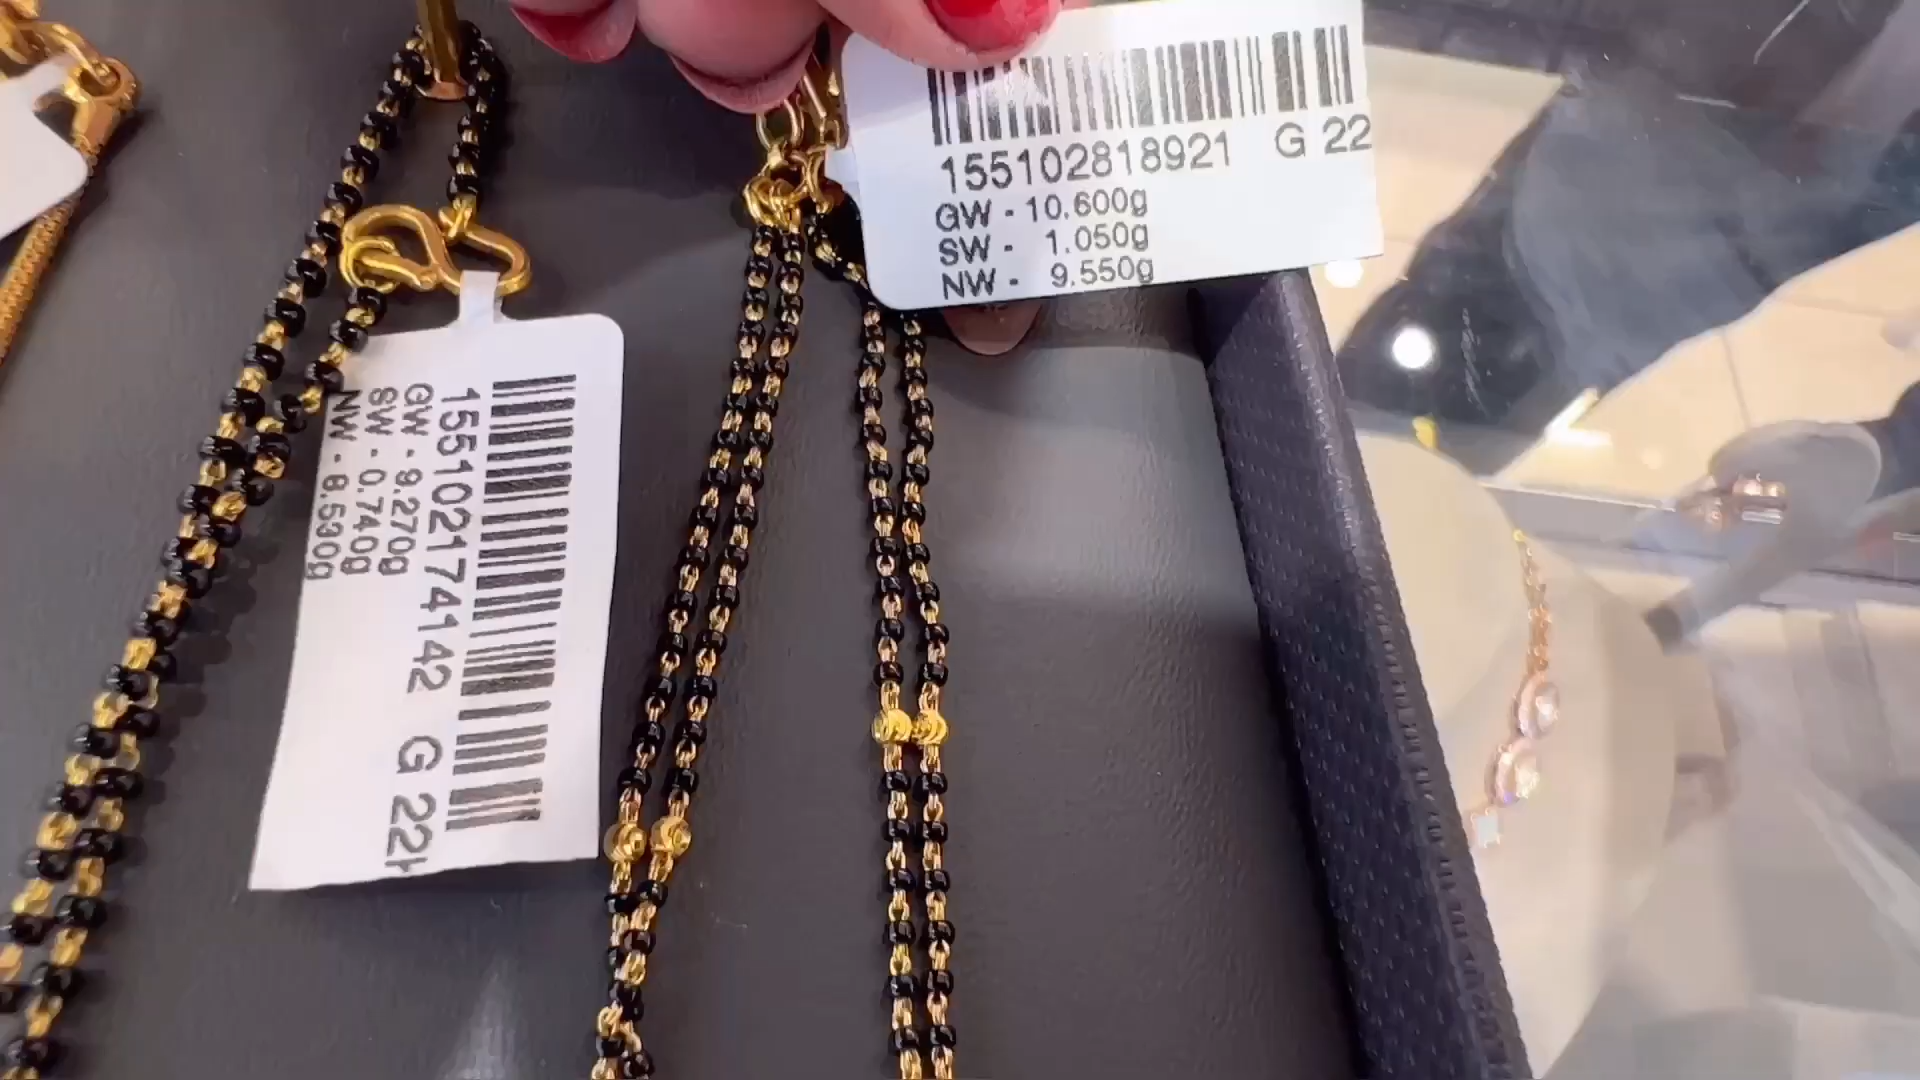 155102818921 G 22
GW - 10.600g
SW - 1.050g
NW - 9.550g
155102174142 G 22
GW - 9.270g
SW - 0.740g
NW - 8.530g